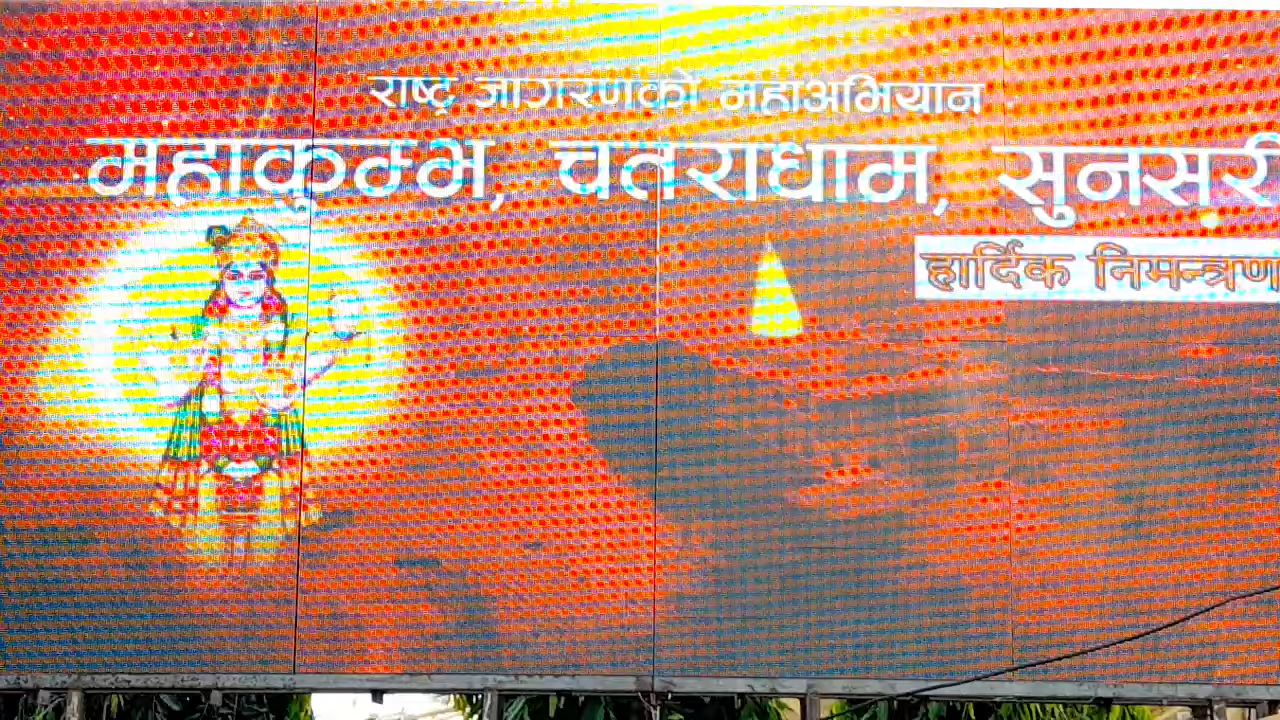 राष्ट्र जागरणको महाअभियान
महाकुम्भ, चतराधाम, सुनसरी
हार्दिक निमन्त्रणा